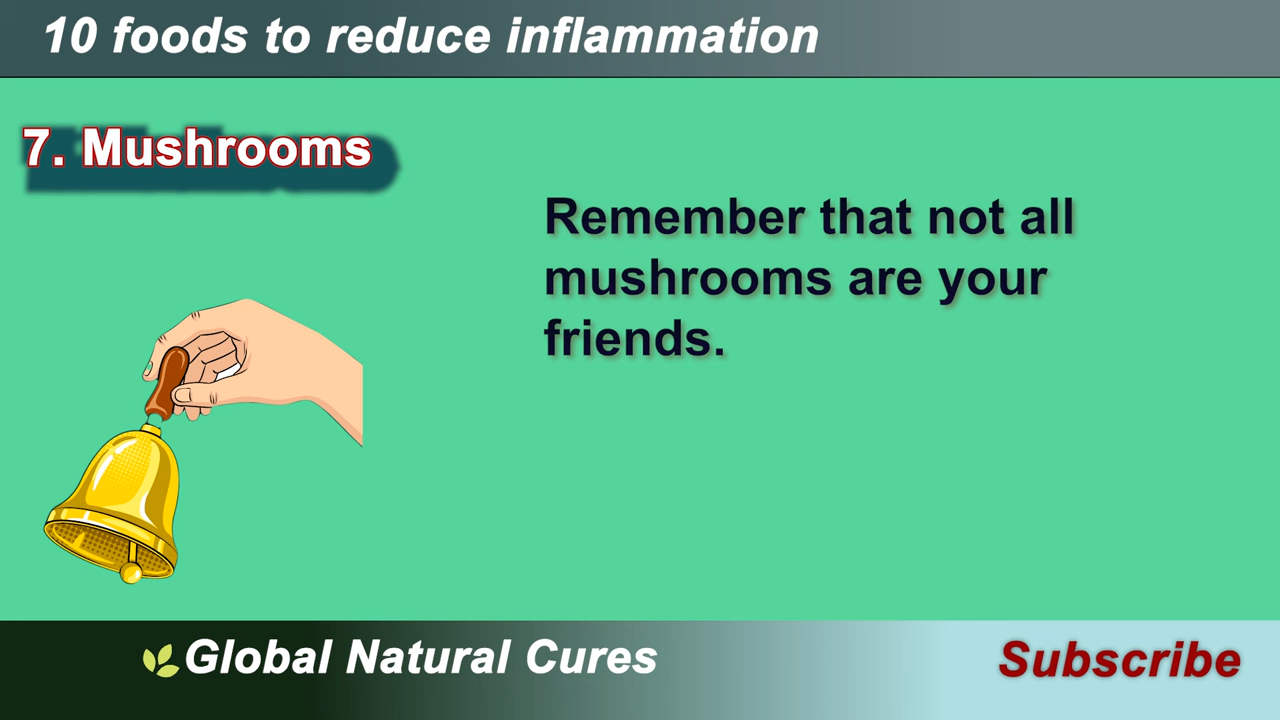 10 foods to reduce inflammation
7. Mushrooms
Remember that not all
mushrooms are your
friends.
Global Natural Cures
Subscribe